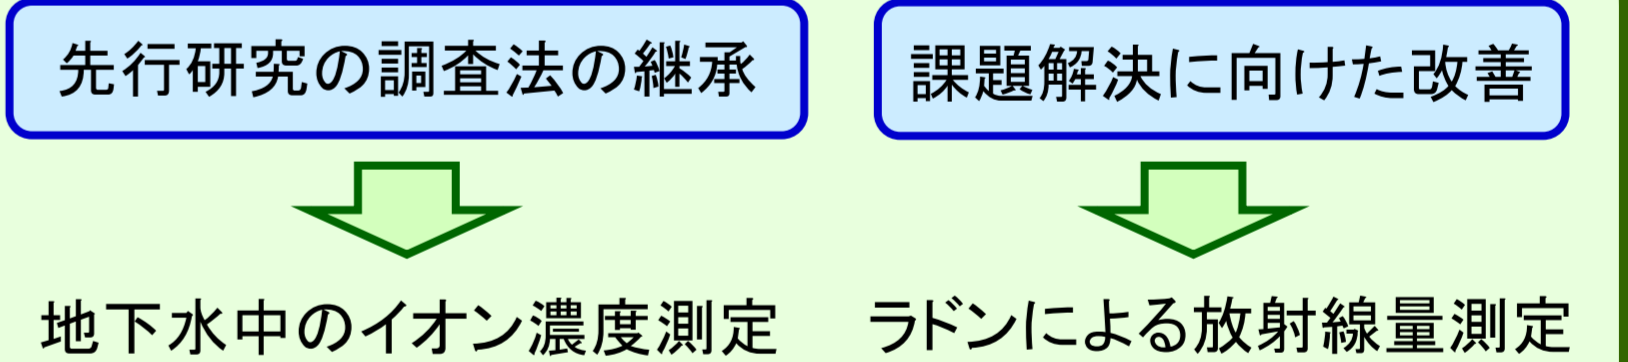 先行研究の調査法の継承
課題解決に向けた改善
地下水中のイオン濃度測定
ラドンによる放射線量測定